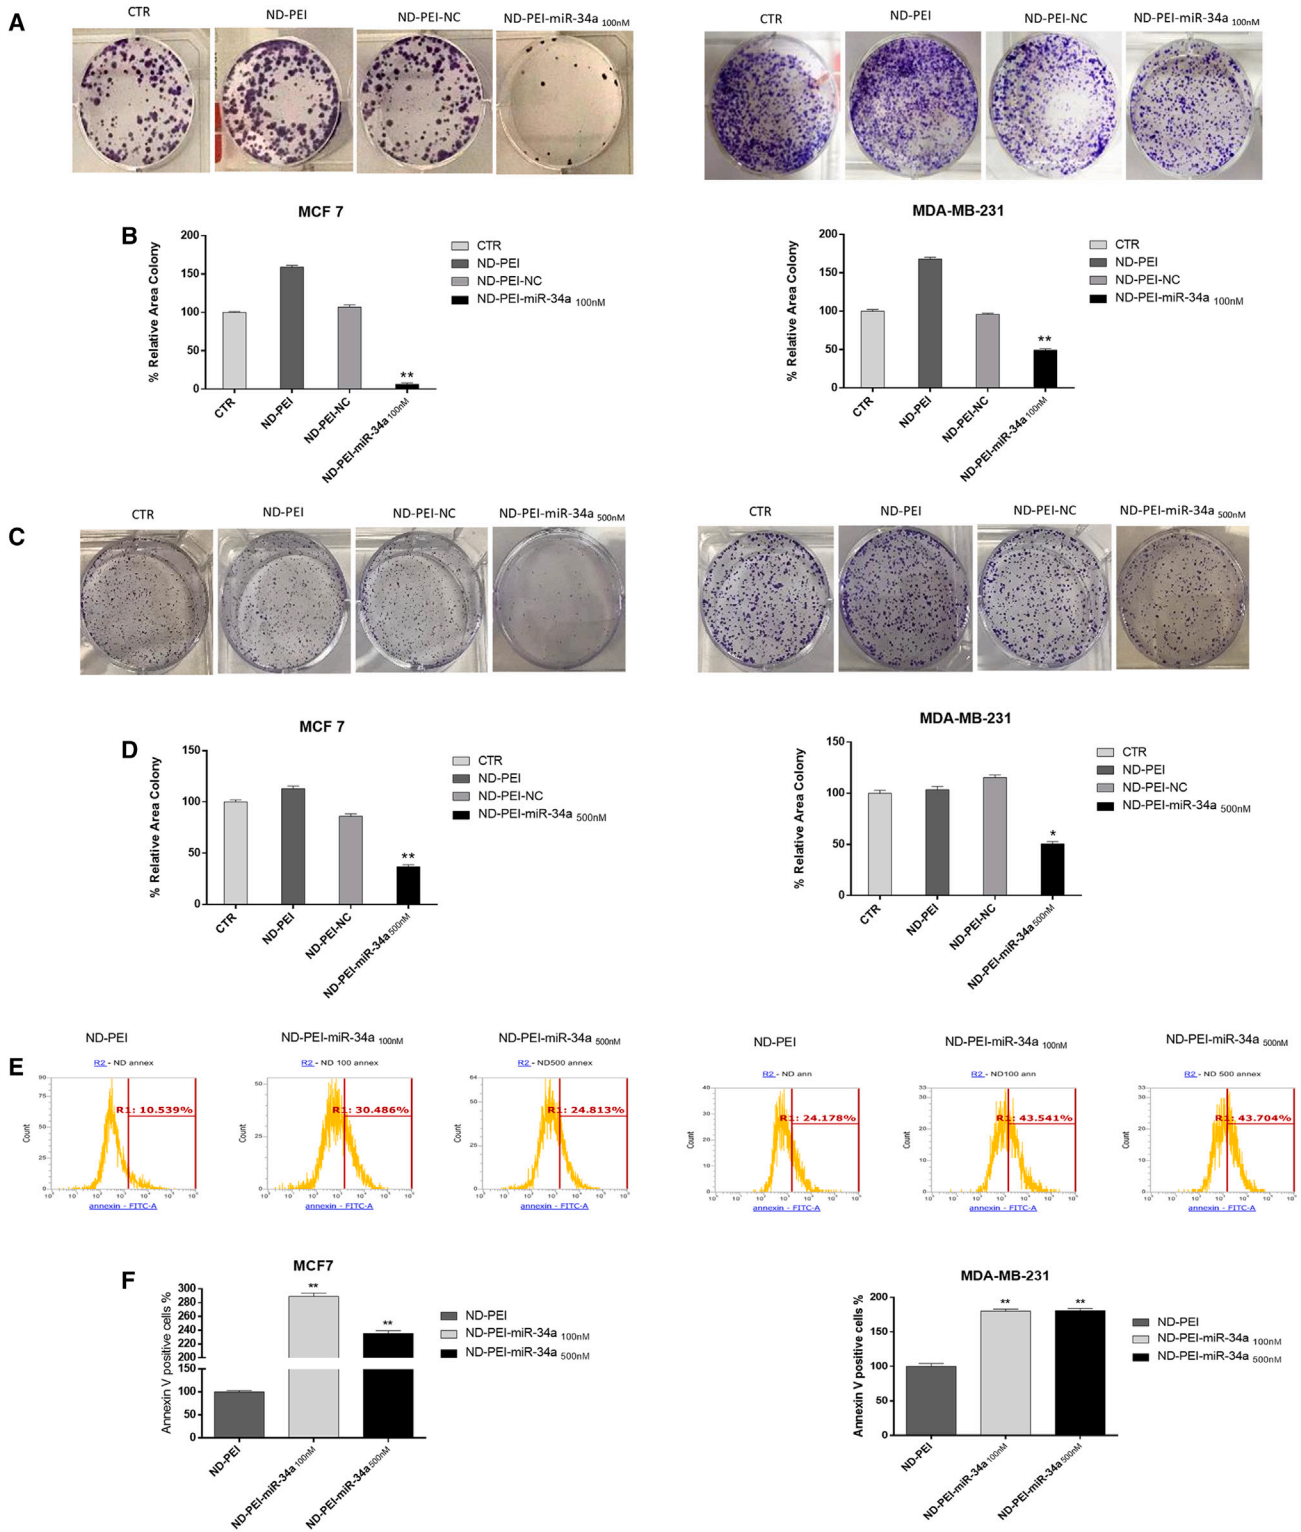 A
CTR
ND-PEI
ND-PEI-NC
ND-PEI-miR-34a 100nM
CTR
ND-PEI
ND-PEI-NC
ND-PEI-miR-34a 100nM
B
MCF 7
% Relative Area Colony
200
150
100
50
0
**
CTR
ND-PEI
ND-PEI-NC
ND-PEI-miR-34a 100nM
CTR
ND-PEI
ND-PEI-NC
ND-PEI-miR-34a 100nM
MDA-MB-231
% Relative Area Colony
200
150
100
50
0
**
CTR
ND-PEI
ND-PEI-NC
ND-PEI-miR-34a 100nM
CTR
ND-PEI
ND-PEI-NC
ND-PEI-miR-34a 100nM
C
CTR
ND-PEI
ND-PEI-NC
ND-PEI-miR-34a 500nM
CTR
ND-PEI
ND-PEI-NC
ND-PEI-miR-34a 500nM
D
MCF 7
% Relative Area Colony
150
100
50
0
**
CTR
ND-PEI
ND-PEI-NC
ND-PEI-miR-34a 500nM
CTR
ND-PEI
ND-PEI-NC
ND-PEI-miR-34a 500nM
MDA-MB-231
% Relative Area Colony
150
100
50
0
*
CTR
ND-PEI
ND-PEI-NC
ND-PEI-miR-34a 500nM
CTR
ND-PEI
ND-PEI-NC
ND-PEI-miR-34a 500nM
E
ND-PEI
R2 - ND annex
R1: 10.539%
Count
annexin - FITC-A
ND-PEI-miR-34a 100nM
R2 - ND 100 annex
R1: 30.486%
Count
annexin - FITC-A
ND-PEI-miR-34a 500nM
R2 - ND500 annex
R1: 24.813%
Count
annexin - FITC-A
ND-PEI
R2 - ND ann
R1: 24.178%
Count
annexin - FITC-A
ND-PEI-miR-34a 100nM
R2 - ND100 ann
R1: 43.541%
Count
annexin - FITC-A
ND-PEI-miR-34a 500nM
R2 - ND 500 annex
R1: 43.704%
Count
annexin - FITC-A
F
MCF7
Annexin V positive cells %
300
280
260
240
220
200
150
100
50
0
**
**
ND-PEI
ND-PEI-miR-34a 100nM
ND-PEI-miR-34a 500nM
ND-PEI
ND-PEI-miR-34a 100nM
ND-PEI-miR-34a 500nM
MDA-MB-231
Annexin V positive cells %
200
150
100
50
0
**
**
ND-PEI
ND-PEI-miR-34a 100nM
ND-PEI-miR-34a 500nM
ND-PEI
ND-PEI-miR-34a 100nM
ND-PEI-miR-34a 500nM